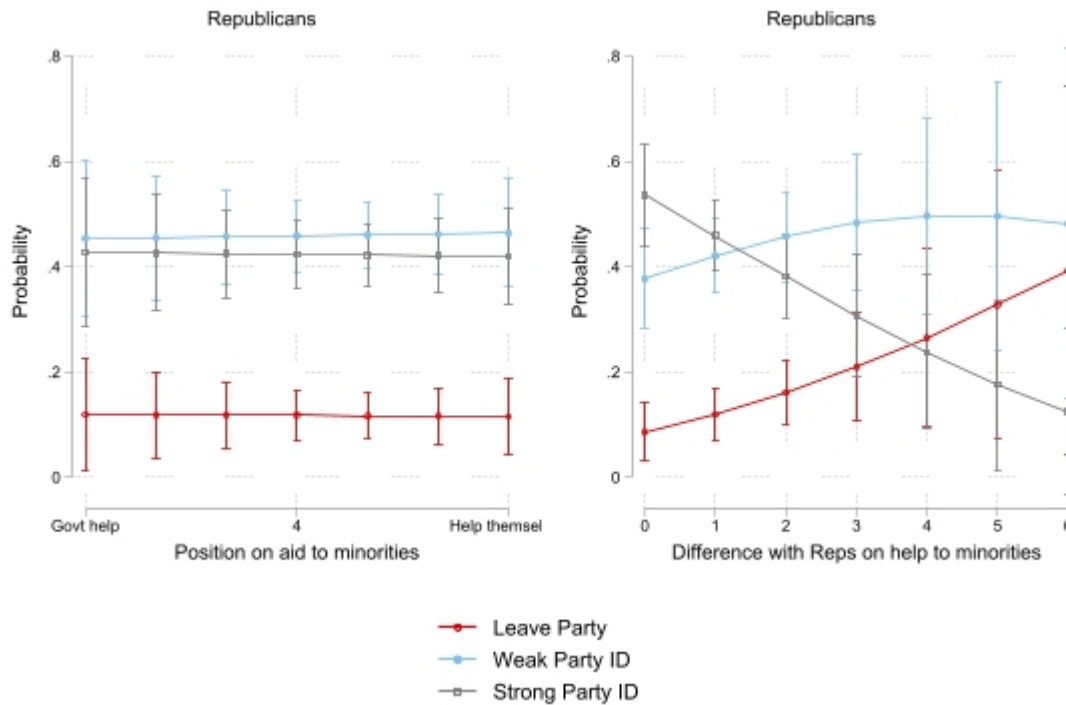 Republicans
Republicans
Probability
.8
.6
.4
.2
0
Govt help
4
Help themsel
Position on aid to minorities
Probability
.8
.6
.4
.2
0
0
1
2
3
4
5
6
Difference with Reps on help to minorities
Leave Party
Weak Party ID
Strong Party ID